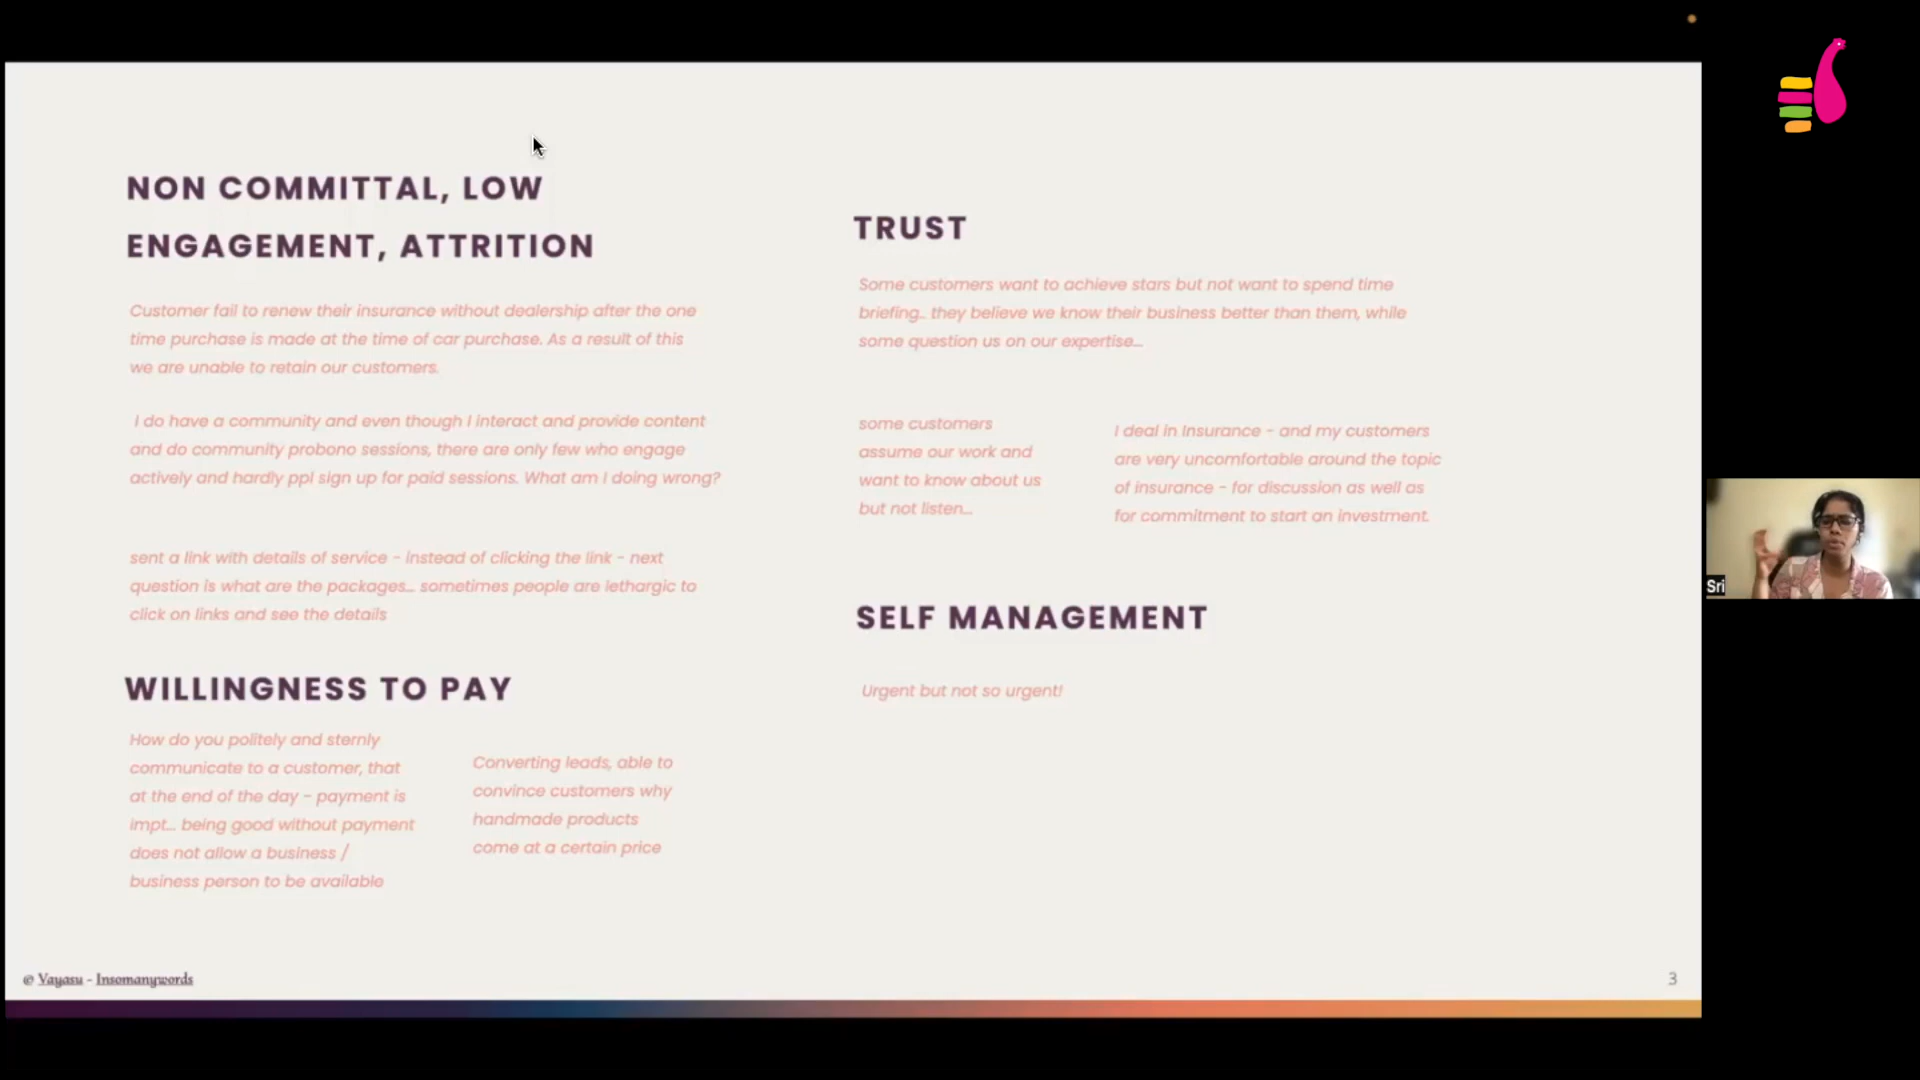 NON COMMITTAL, LOW
ENGAGEMENT, ATTRITION
Customer fail to renew their insurance without dealership after the one
time purchase is made at the time of car purchase. As a result of this
we are unable to retain our customers.
I do have a community and even though I interact and provide content
and do community probono sessions, there are only few who engage
actively and hardly ppl sign up for paid sessions. What am I doing wrong?
sent a link with details of service - instead of clicking the link - next
question is what are the packages... sometimes people are lethargic to
click on links and see the details
WILLINGNESS TO PAY
How do you politely and sternly
communicate to a customer, that
at the end of the day - payment is
impt... being good without payment
does not allow a business /
business person to be available
Converting leads, able to
convince customers why
handmade products
come at a certain price
TRUST
Some customers want to achieve stars but not want to spend time
briefing.. they believe we know their business better than them, while
some question us on our expertise...
some customers
assume our work and
want to know about us
but not listen...
I deal in Insurance - and my customers
are very uncomfortable around the topic
of insurance - for discussion as well as
for commitment to start an investment.
SELF MANAGEMENT
Urgent but not so urgent!
@ Vayasu - Insomanywords
3
Sri